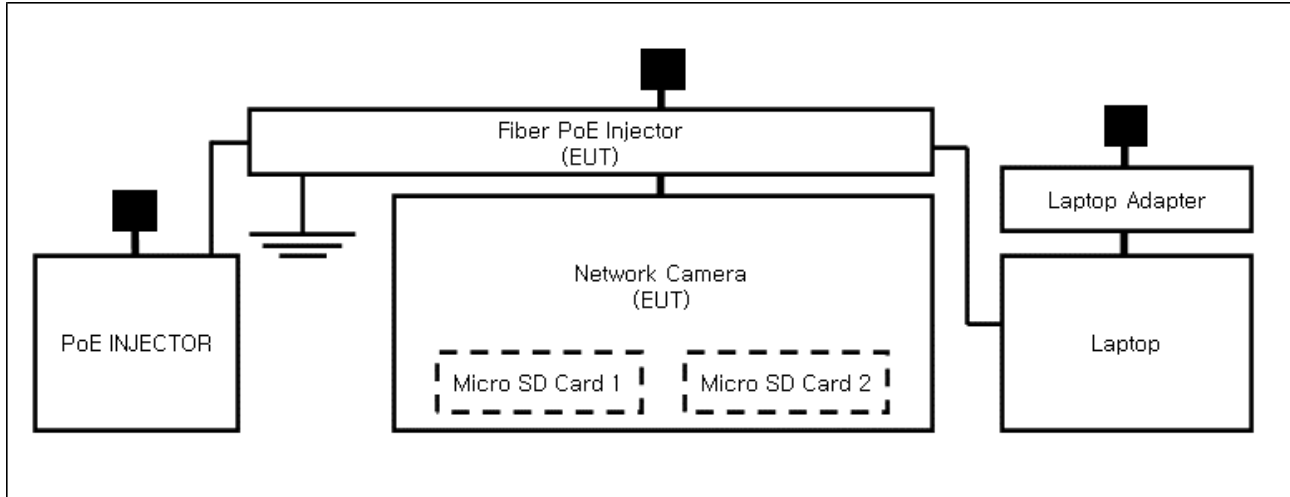 Fiber PoE Injector
(EUT)
Laptop Adapter
Network Camera
(EUT)
PoE INJECTOR
Laptop
Micro SD Card 1
Micro SD Card 2